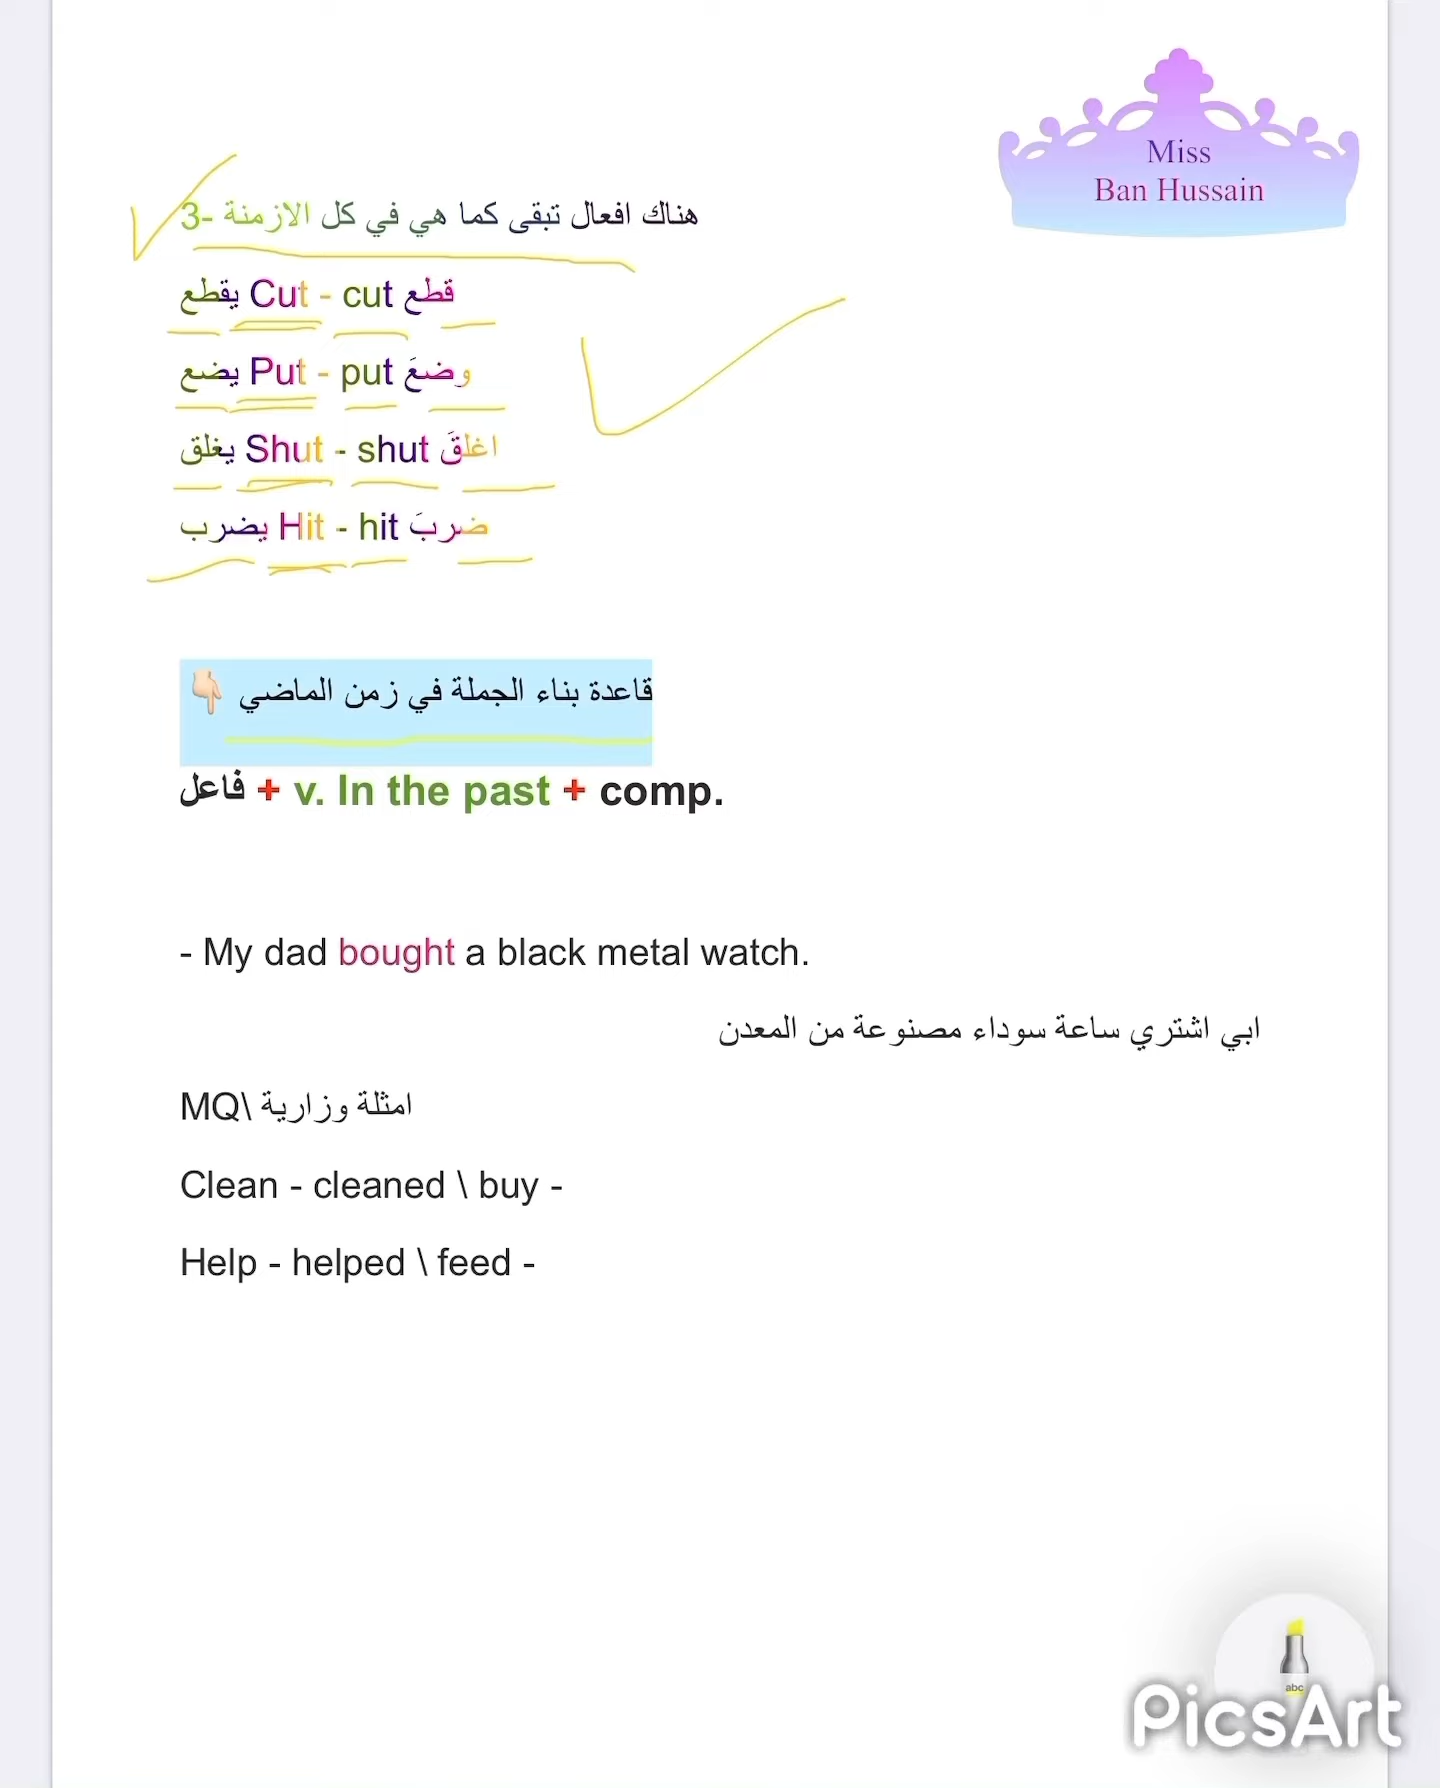 Miss
Ban Hussain
3- هناك افعال تبقى كما هي في كل الازمنة
يقطع Cut - cut قطع
يضع Put - put وضعَ
يغلق Shut - shut اغلقَ
يضرب Hit - hit ضربَ
قاعدة بناء الجملة في زمن الماضي 👇🏻
فاعل + v. In the past + comp.
- My dad bought a black metal watch.
ابي اشتري ساعة سوداء مصنوعة من المعدن
MQ\ امثلة وزارية
Clean - cleaned \ buy -
Help - helped \ feed -
abc
PicsArt